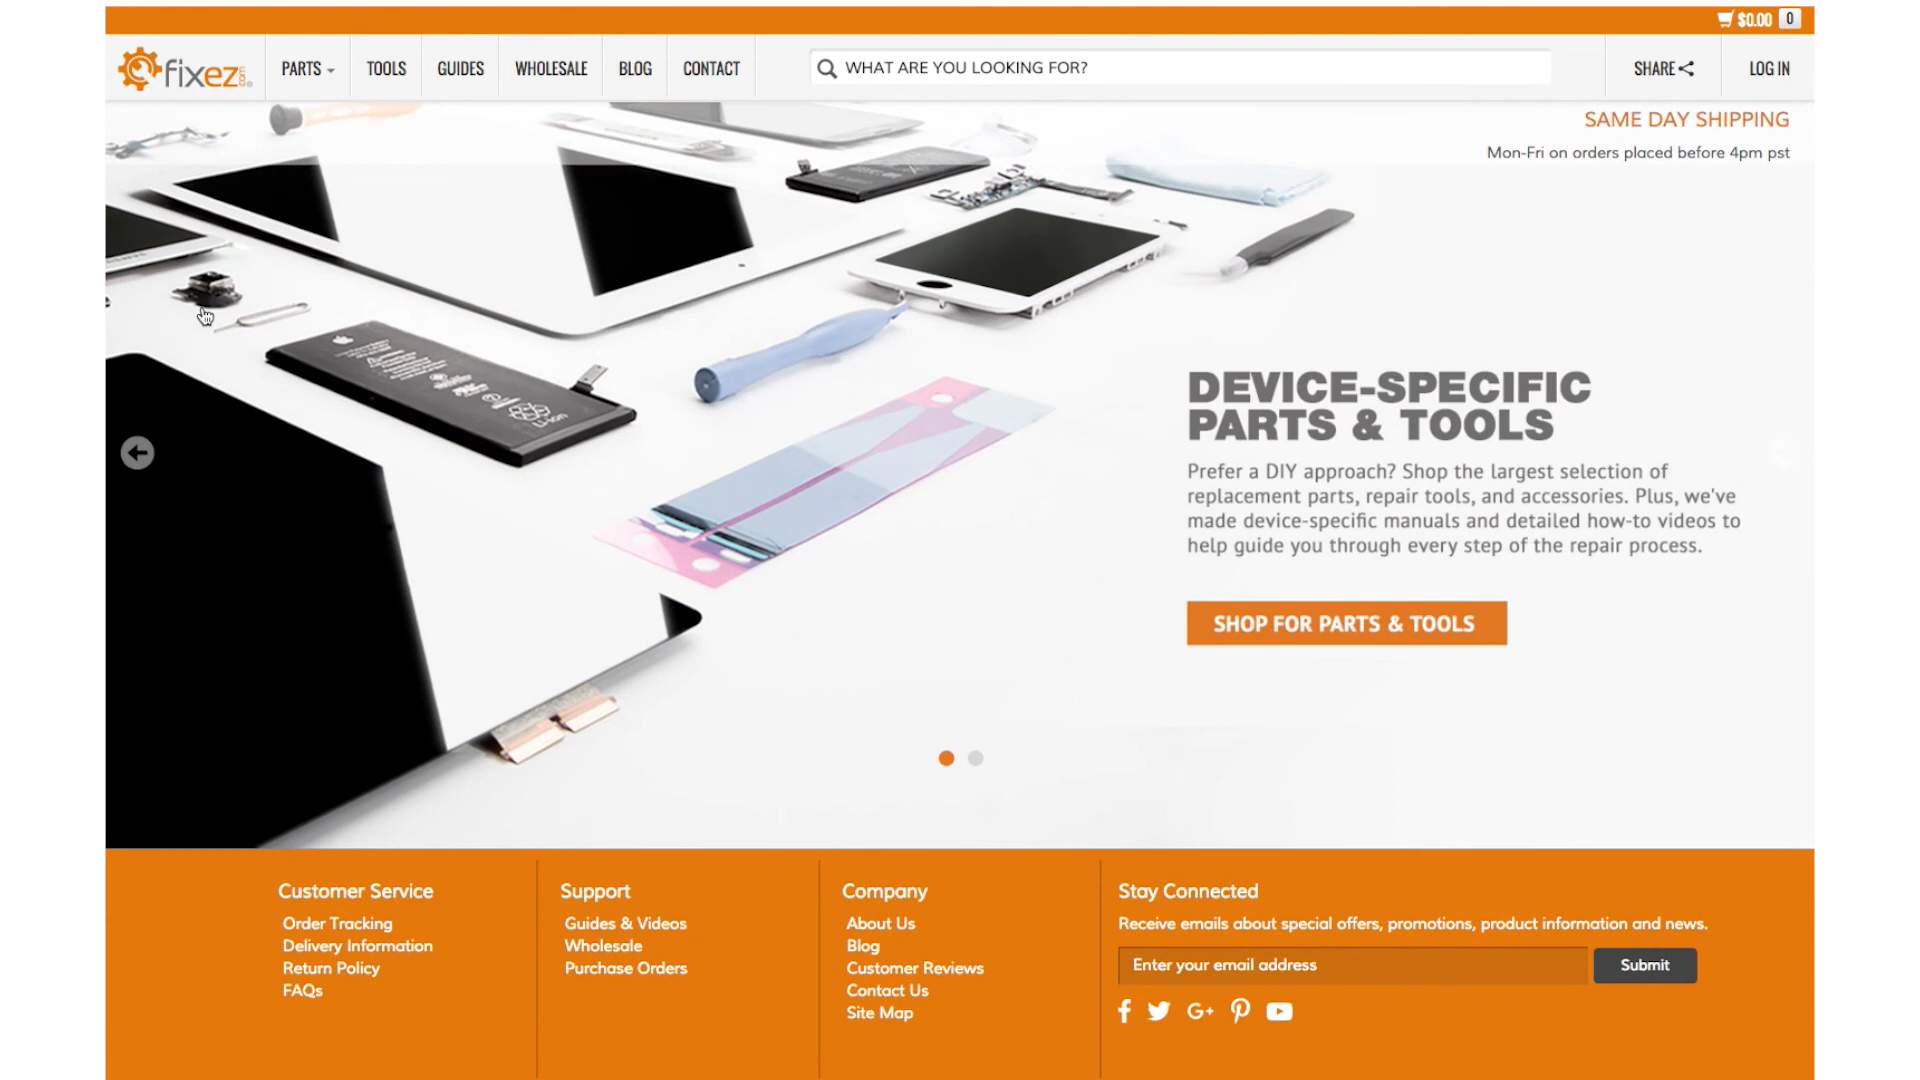 $0.00 0
fixez.com
PARTS
TOOLS
GUIDES
WHOLESALE
BLOG
CONTACT
WHAT ARE YOU LOOKING FOR?
SHARE
LOG IN
SAME DAY SHIPPING
Mon-Fri on orders placed before 4pm pst
DEVICE-SPECIFIC
PARTS & TOOLS
Prefer a DIY approach? Shop the largest selection of
replacement parts, repair tools, and accessories. Plus, we've
made device-specific manuals and detailed how-to videos to
help guide you through every step of the repair process.
SHOP FOR PARTS & TOOLS
Li-ion
Customer Service
Order Tracking
Delivery Information
Return Policy
FAQs
Support
Guides & Videos
Wholesale
Purchase Orders
Company
About Us
Blog
Customer Reviews
Contact Us
Site Map
Stay Connected
Receive emails about special offers, promotions, product information and news.
Enter your email address
Submit